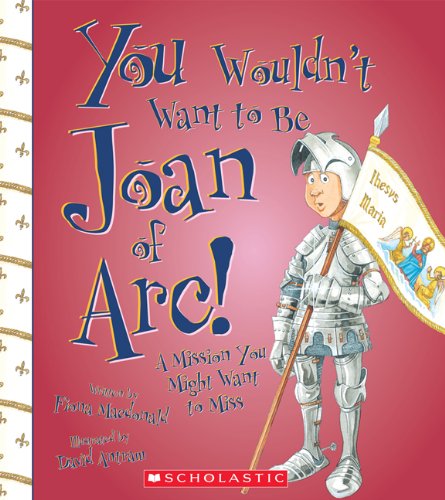 You Wouldn't
Want to Be
Joan
of
Arc!
A Mission You
Might Want
to Miss
Written by
Fiona Macdonald
Illustrated by
David Antram
Ihesus
Maria
SCHOLASTIC